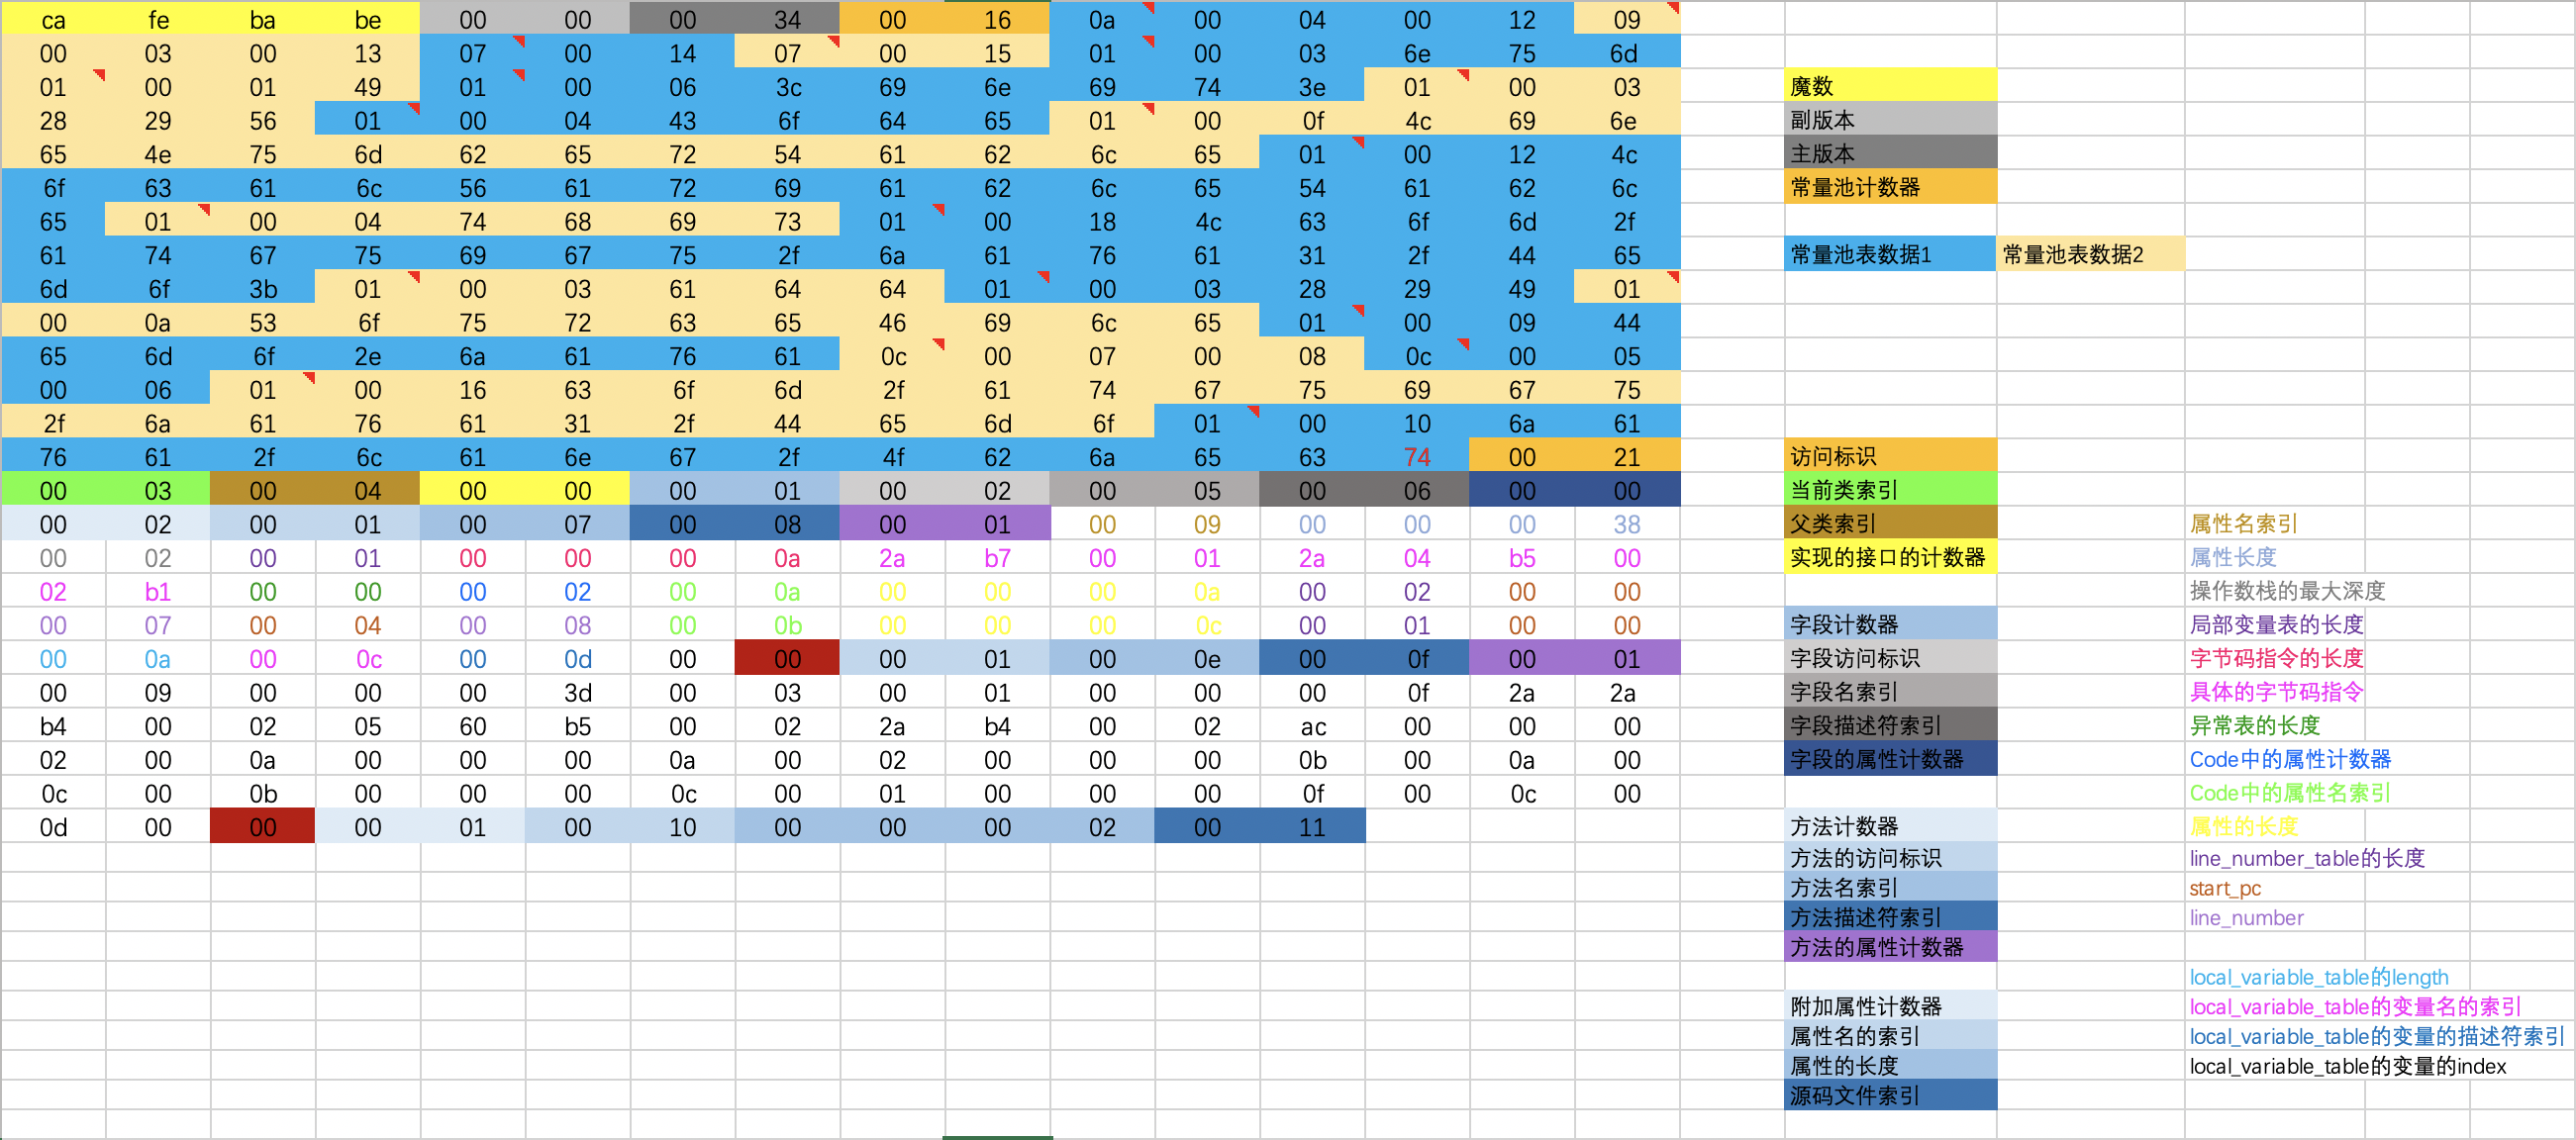 ca fe ba be 00 00 00 34 00 16 0a 00 04 00 12 09
00 03 00 13 07 00 14 07 00 15 01 00 03 6e 75 6d
01 00 01 49 01 00 06 3c 69 6e 69 74 3e 01 00 03 魔数
28 29 56 01 00 04 43 6f 64 65 01 00 0f 4c 69 6e 副版本
65 4e 75 6d 62 65 72 54 61 62 6c 65 01 00 12 4c 主版本
6f 63 61 6c 56 61 72 69 61 62 6c 65 54 61 62 6c 常量池计数器
65 01 00 04 74 68 69 73 01 00 18 4c 63 6f 6d 2f
61 74 67 75 69 67 75 2f 6a 61 76 61 31 2f 44 65 常量池表数据1 常量池表数据2
6d 6f 3b 01 00 03 61 64 64 01 00 03 28 29 49 01
00 0a 53 6f 75 72 63 65 46 69 6c 65 01 00 09 44
65 6d 6f 2e 6a 61 76 61 0c 00 07 00 08 0c 00 05
00 06 01 00 16 63 6f 6d 2f 61 74 67 75 69 67 75
2f 6a 61 76 61 31 2f 44 65 6d 6f 01 00 10 6a 61
76 61 2f 6c 61 6e 67 2f 4f 62 6a 65 63 74 00 21 访问标识
00 03 00 04 00 00 00 01 00 02 00 05 00 06 00 00 当前类索引
00 02 00 01 00 07 00 08 00 01 00 09 00 00 00 38 父类索引 属性名索引
00 02 00 01 00 00 00 0a 2a b7 00 01 2a 04 b5 00 实现的接口的计数器 属性长度
02 b1 00 00 00 02 00 0a 00 00 00 0a 00 02 00 00 操作数栈的最大深度
00 07 00 04 00 08 00 0b 00 00 00 0c 00 01 00 00 字段计数器 局部变量表的长度
00 0a 00 0c 00 0d 00 00 00 01 00 0e 00 0f 00 01 字段访问标识 字节码指令的长度
00 09 00 00 00 3d 00 03 00 01 00 00 00 0f 2a 2a 字段名索引 具体的字节码指令
b4 00 02 05 60 b5 00 02 2a b4 00 02 ac 00 00 00 字段描述符索引 异常表的长度
02 00 0a 00 00 00 0a 00 02 00 00 00 0b 00 0a 00 字段的属性计数器 Code中的属性计数器
0c 00 0b 00 00 00 0c 00 01 00 00 00 0f 00 0c 00 Code中的属性名索引
0d 00 00 00 01 00 10 00 00 00 02 00 11 方法计数器 属性的长度
方法的访问标识 line_number_table的长度
方法名索引 start_pc
方法描述符索引 line_number
方法的属性计数器
local_variable_table的length
附加属性计数器 local_variable_table的变量名的索引
属性名的索引 local_variable_table的变量的描述符索引
属性的长度 local_variable_table的变量的index
源码文件索引